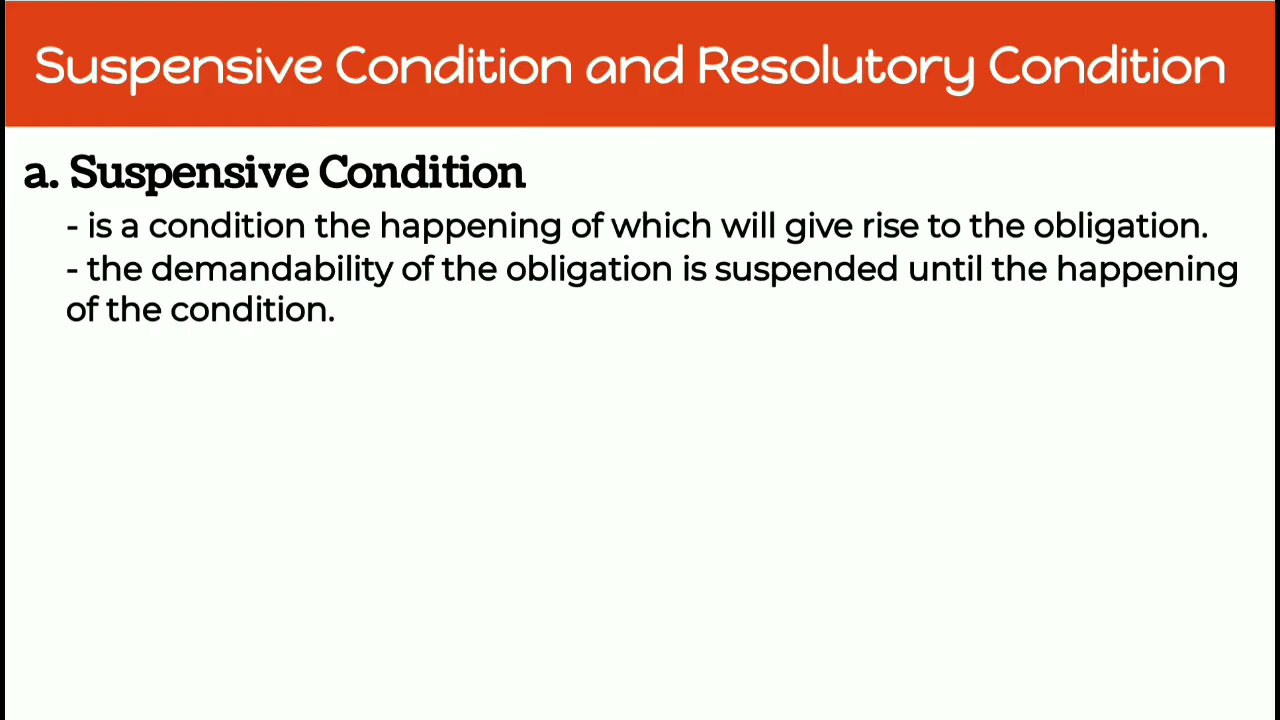 Suspensive Condition and Resolutory Condition
a. Suspensive Condition
- is a condition the happening of which will give rise to the obligation.
- the demandability of the obligation is suspended until the happening
of the condition.